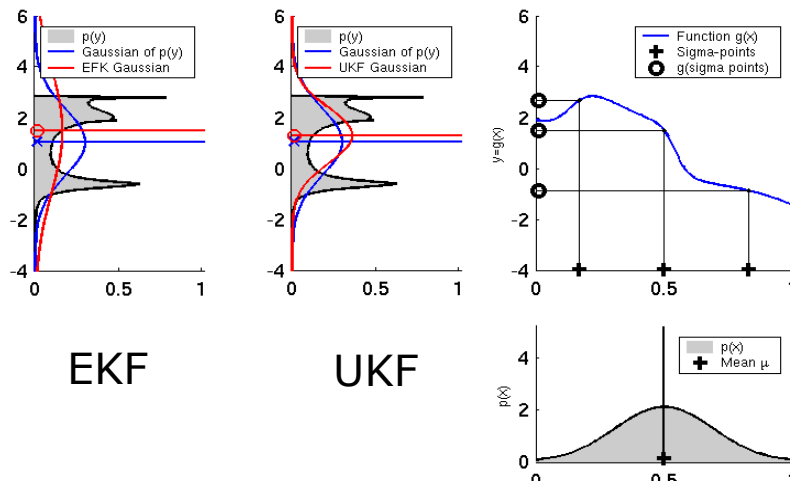 6
p(y)
Gaussian of p(y)
EFK Gaussian
4
2
0
-2
-4
0
0.5
1
6
p(y)
Gaussian of p(y)
UKF Gaussian
4
2
0
-2
-4
0
0.5
1
6
Function g(x)
Sigma-points
g(sigma points)
4
2
y=g(x)
0
-2
-4
0
0.5
1
EKF
UKF
p(x)
Mean μ
4
p(x)
2
0
0
0.5
1